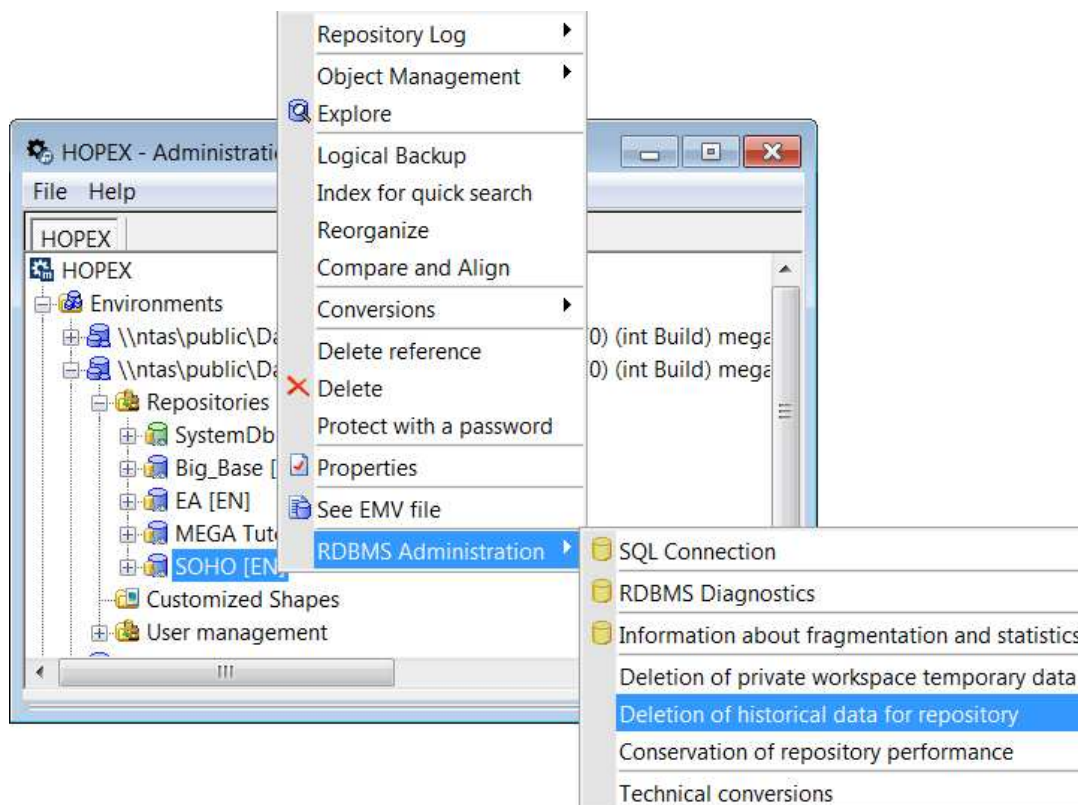 Repository Log
Object Management
Explore
HOPEX - Administrati
Logical Backup
File Help
Index for quick search
HOPEX
Reorganize
HOPEX
Compare and Align
Environments
Conversions
\\ntas\public\Da
0) (int Build) mega
Delete reference
\\ntas\public\Da
0) (int Build) mega
Delete
Repositories
Protect with a password
SystemDb
Big_Base [
Properties
EA [EN]
See EMV file
MEGA Tuto
RDBMS Administration
SQL Connection
SOHO [EN]
RDBMS Diagnostics
Customized Shapes
User management
Information about fragmentation and statistics
Deletion of private workspace temporary data
Deletion of historical data for repository
Conservation of repository performance
Technical conversions